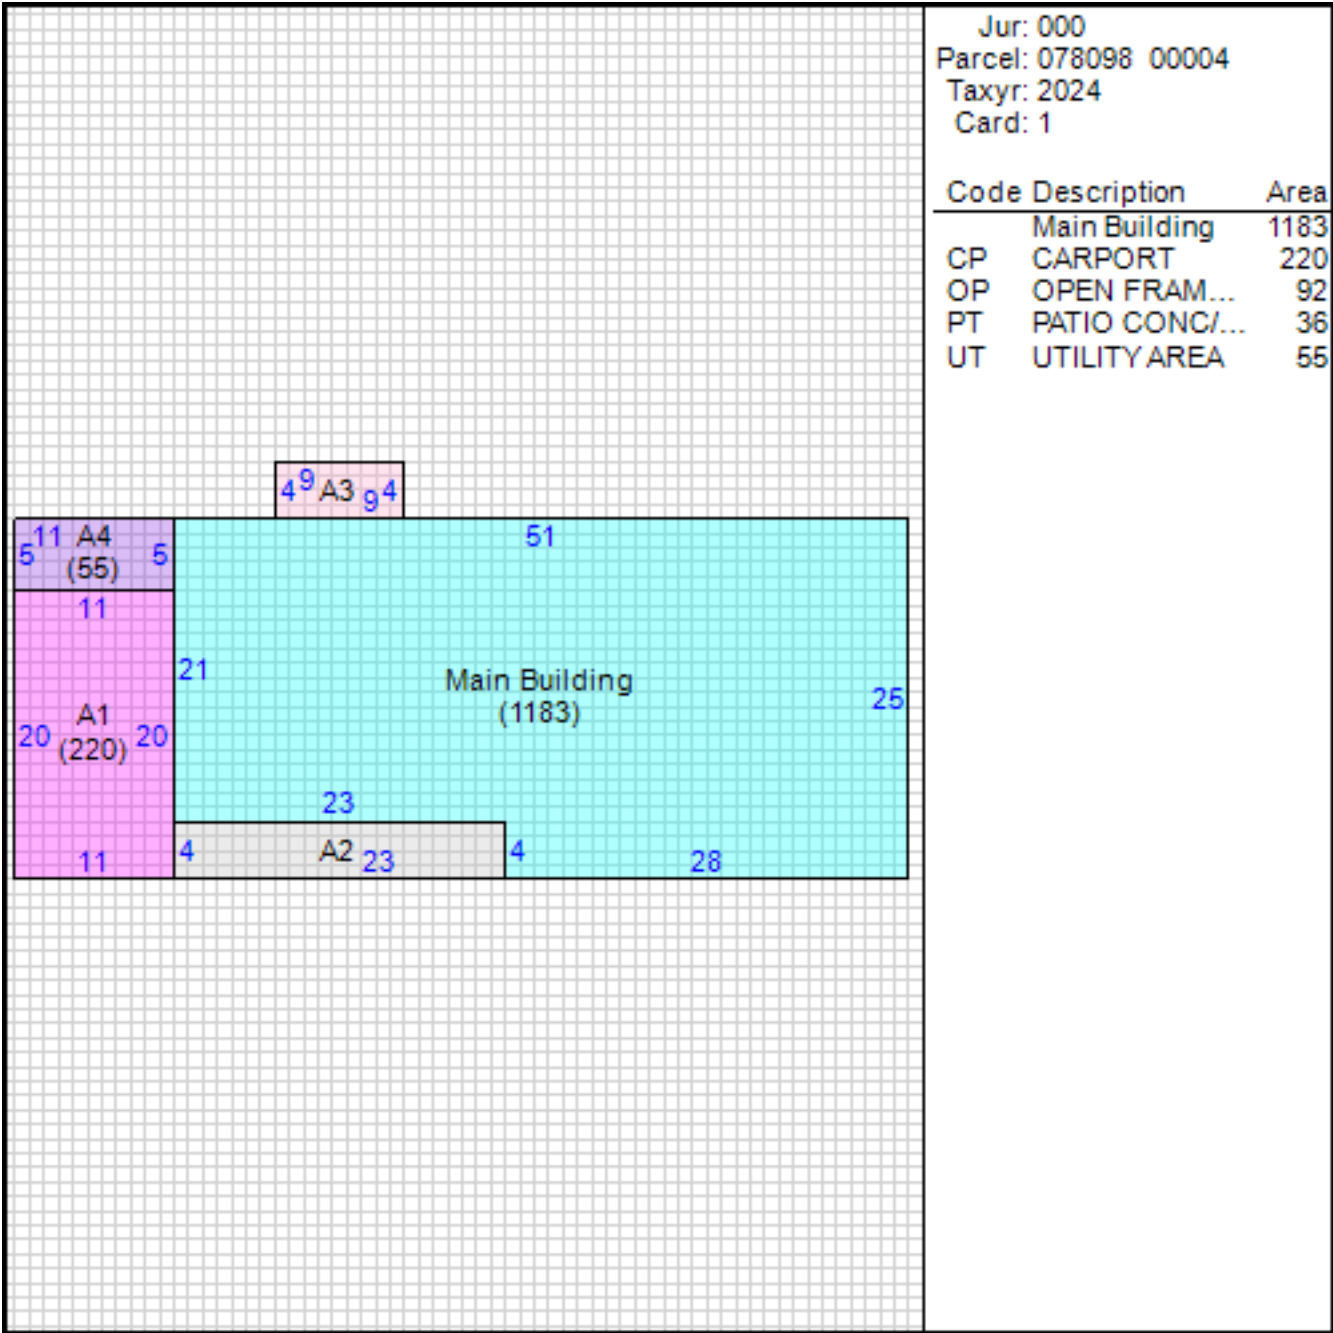 Jur: 000
Parcel: 078098 00004
Taxyr: 2024
Card: 1
Code Description Area
Main Building 1183
CP CARPORT 220
OP OPEN FRAM... 92
PT PATIO CONC/... 36
UT UTILITY AREA 55
4 9 A3 9 4
11 A4
5 (55) 5
11
51
21
Main Building
(1183)
25
A1
20 (220) 20
23
4 A2 23 4
11
28